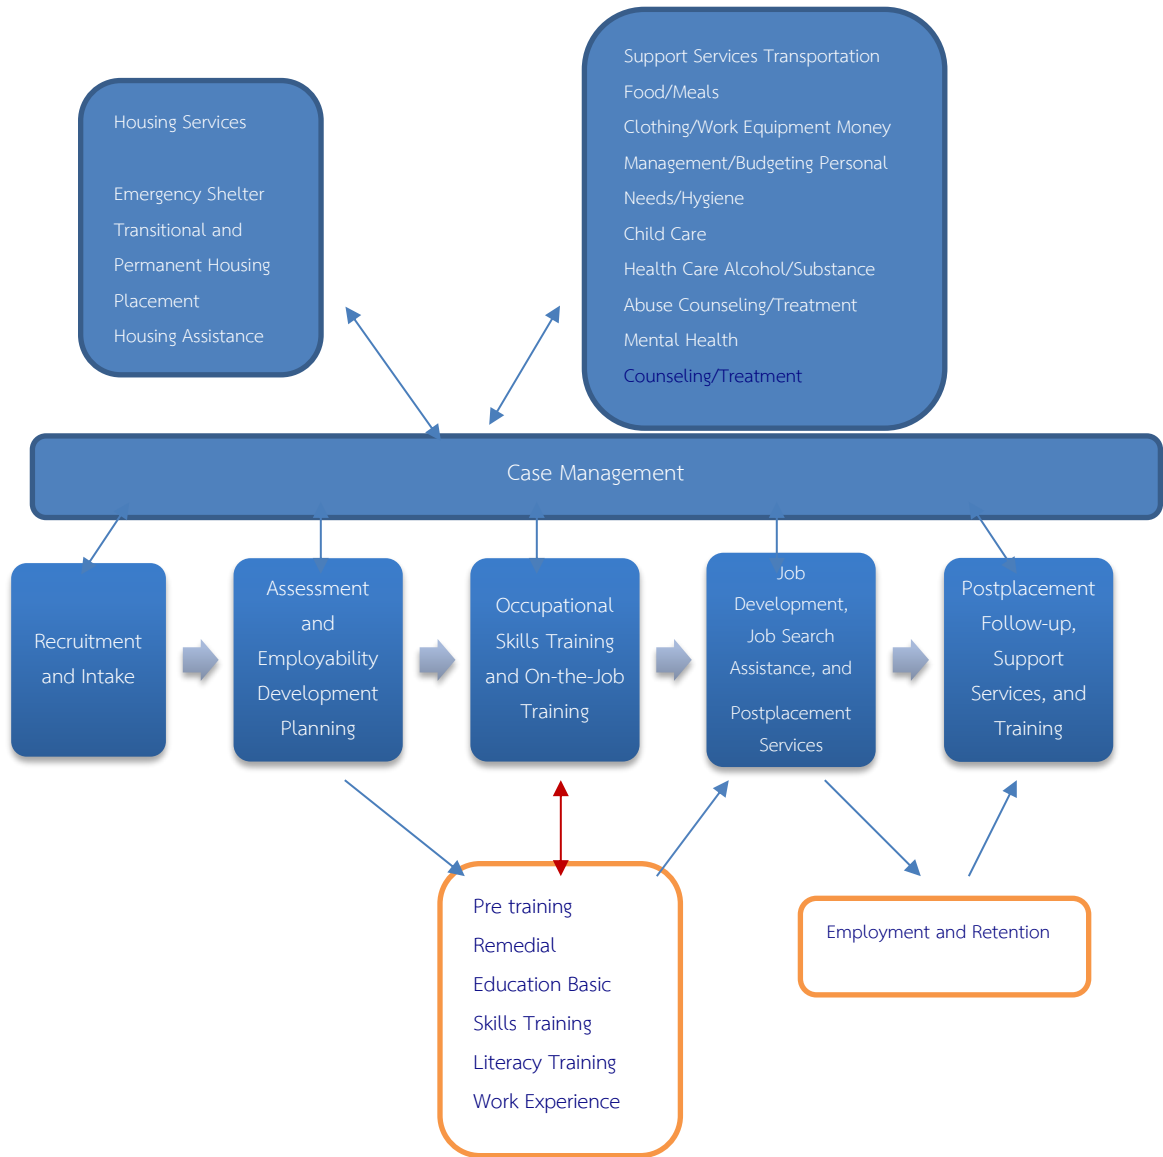 Housing Services
Emergency Shelter
Transitional and
Permanent Housing
Placement
Housing Assistance
Support Services Transportation
Food/Meals
Clothing/Work Equipment Money
Management/Budgeting Personal
Needs/Hygiene
Child Care
Health Care Alcohol/Substance
Abuse Counseling/Treatment
Mental Health
Counseling/Treatment
Case Management
Recruitment
and Intake
Assessment
and
Employability
Development
Planning
Occupational
Skills Training
and On-the-Job
Training
Job
Development,
Job Search
Assistance, and
Postplacement
Services
Postplacement
Follow-up,
Support
Services, and
Training
Pre training
Remedial
Education Basic
Skills Training
Literacy Training
Work Experience
Employment and Retention